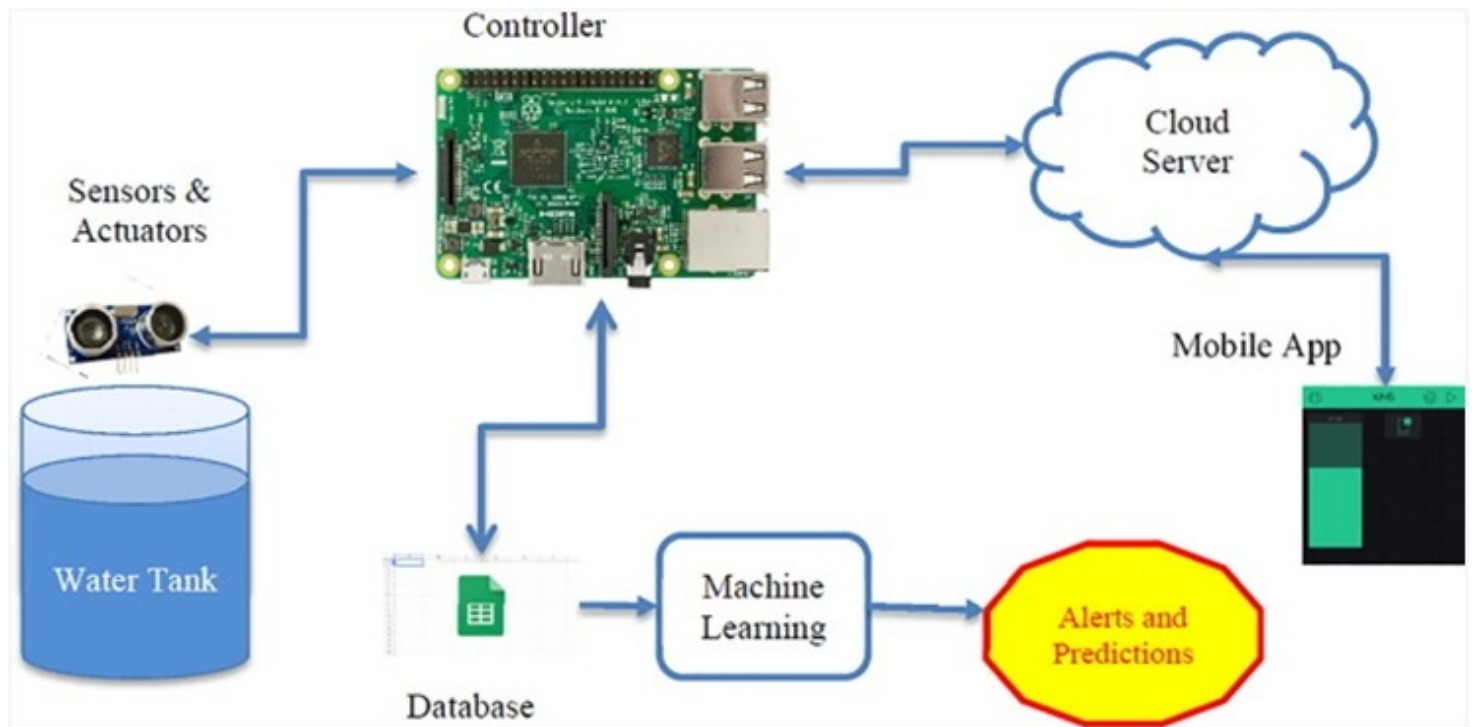 Controller
Cloud
Server
Sensors &
Actuators
Mobile App
Water Tank
Machine
Learning
Alerts and
Predictions
Database